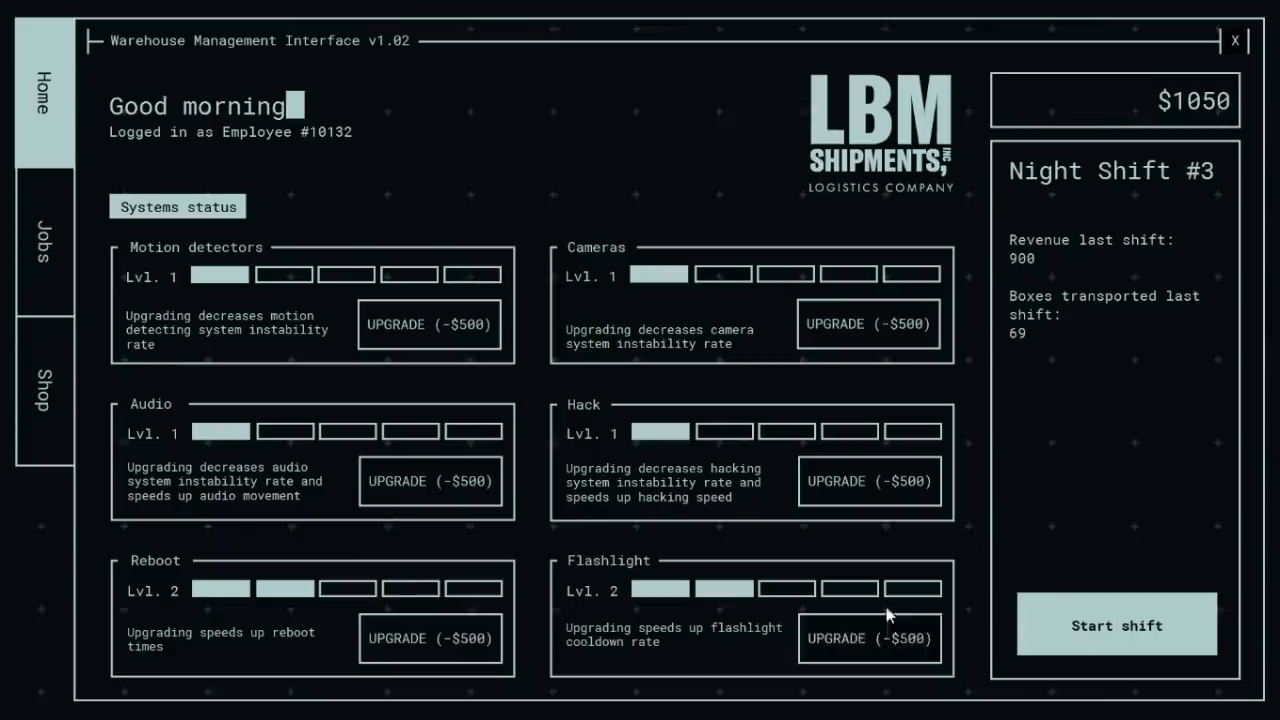 Warehouse Management Interface v1.02
X
Home
Jobs
Shop
Good morning
Logged in as Employee #10132
LBM
SHIPMENTS, INC
LOGISTICS COMPANY
$1050
Systems status
Motion detectors
Lvl. 1
Upgrading decreases motion
detecting system instability
rate
UPGRADE (-$500)
Cameras
Lvl. 1
Upgrading decreases camera
system instability rate
UPGRADE (-$500)
Audio
Lvl. 1
Upgrading decreases audio
system instability rate and
speeds up audio movement
UPGRADE (-$500)
Hack
Lvl. 1
Upgrading decreases hacking
system instability rate and
speeds up hacking speed
UPGRADE (-$500)
Reboot
Lvl. 2
Upgrading speeds up reboot
times
UPGRADE (-$500)
Flashlight
Lvl. 2
Upgrading speeds up flashlight
cooldown rate
UPGRADE (-$500)
Night Shift #3
Revenue last shift:
900
Boxes transported last
shift:
69
Start shift